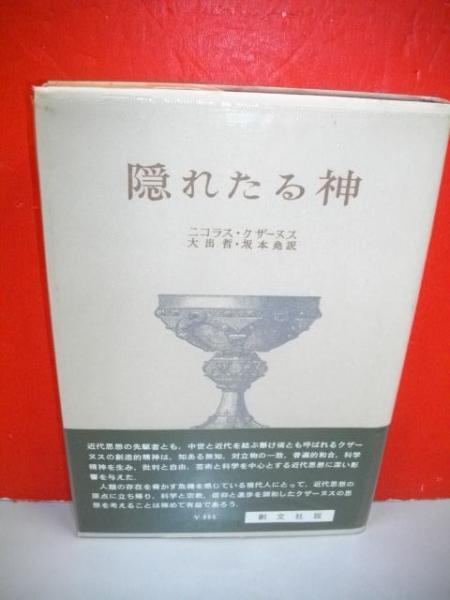 隠れたる神
ニコラス・クザーヌス
大出哲・坂本堯訳
近代思想の先駆者とも、中世と近代を結ぶ懸け橋とも呼ばれるクザー
ヌスの創造的精神は、知ある無知、対立物の一致、普遍的和合、科学
精神を生み、批判と自由、芸術と科学を中心とする近代思想に深い影
響を与えた。
人類の存在を脅かす危機を感じている現代人にとって、近代思想の
原点に立ち帰り、科学と宗教、信仰と進歩を調和したクザーヌスの思
想を考えることは極めて有益であろう。
創文社版